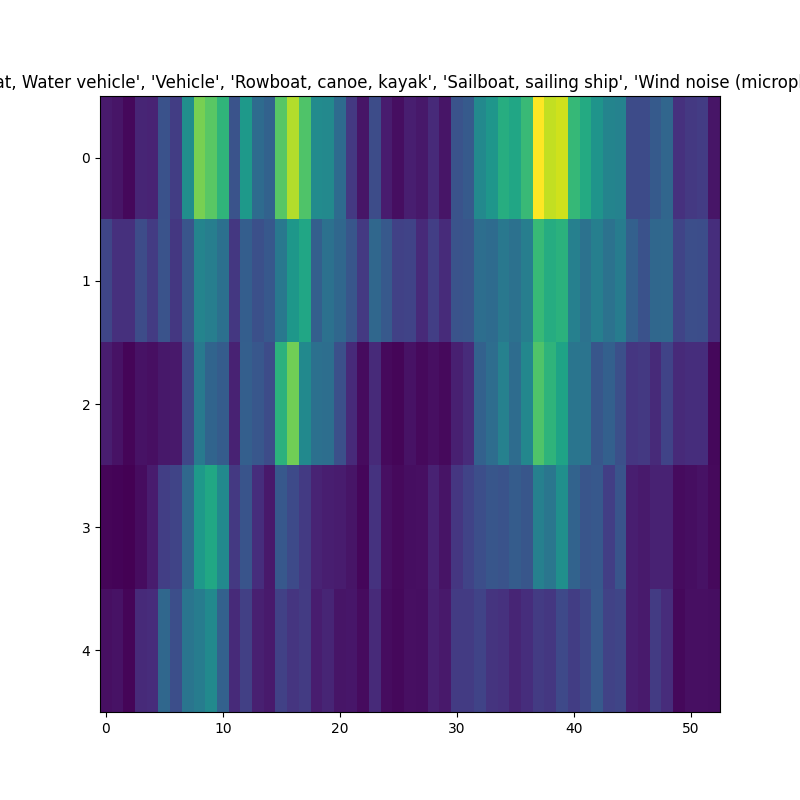 at, Water vehicle', 'Vehicle', 'Rowboat, canoe, kayak', 'Sailboat, sailing ship', 'Wind noise (microp
0
1
2
3
4
0 10 20 30 40 50